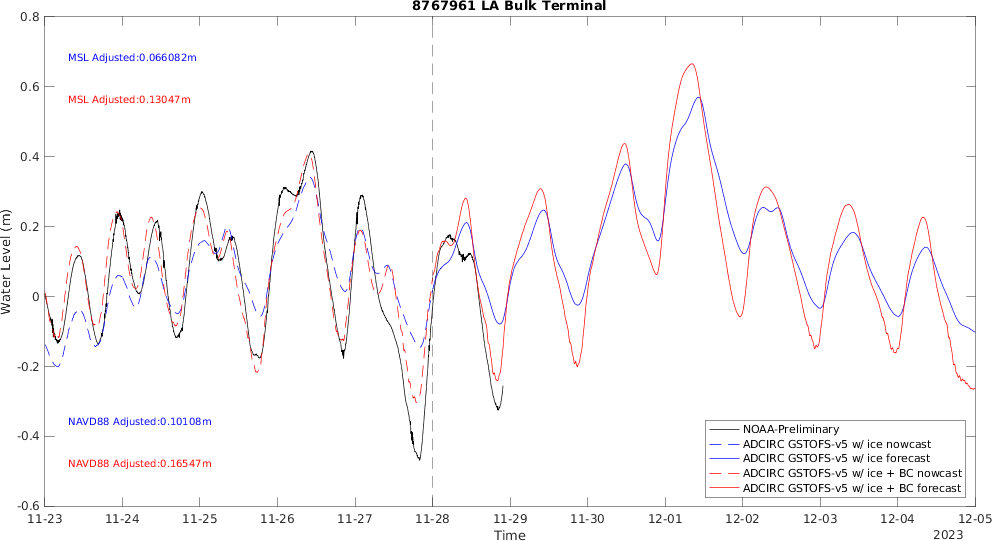 8767961 LA Bulk Terminal
0.8
0.6
0.4
0.2
0
-0.2
-0.4
-0.6
Water Level (m)
MSL Adjusted:0.066082m
MSL Adjusted:0.13047m
NAVD88 Adjusted:0.10108m
NAVD88 Adjusted:0.16547m
NOAA-Preliminary
ADCIRC GSTOFS-v5 w/ ice nowcast
ADCIRC GSTOFS-v5 w/ ice forecast
ADCIRC GSTOFS-v5 w/ ice + BC nowcast
ADCIRC GSTOFS-v5 w/ ice + BC forecast
11-23 11-24 11-25 11-26 11-27 11-28 11-29 11-30 12-01 12-02 12-03 12-04 12-05
Time
2023